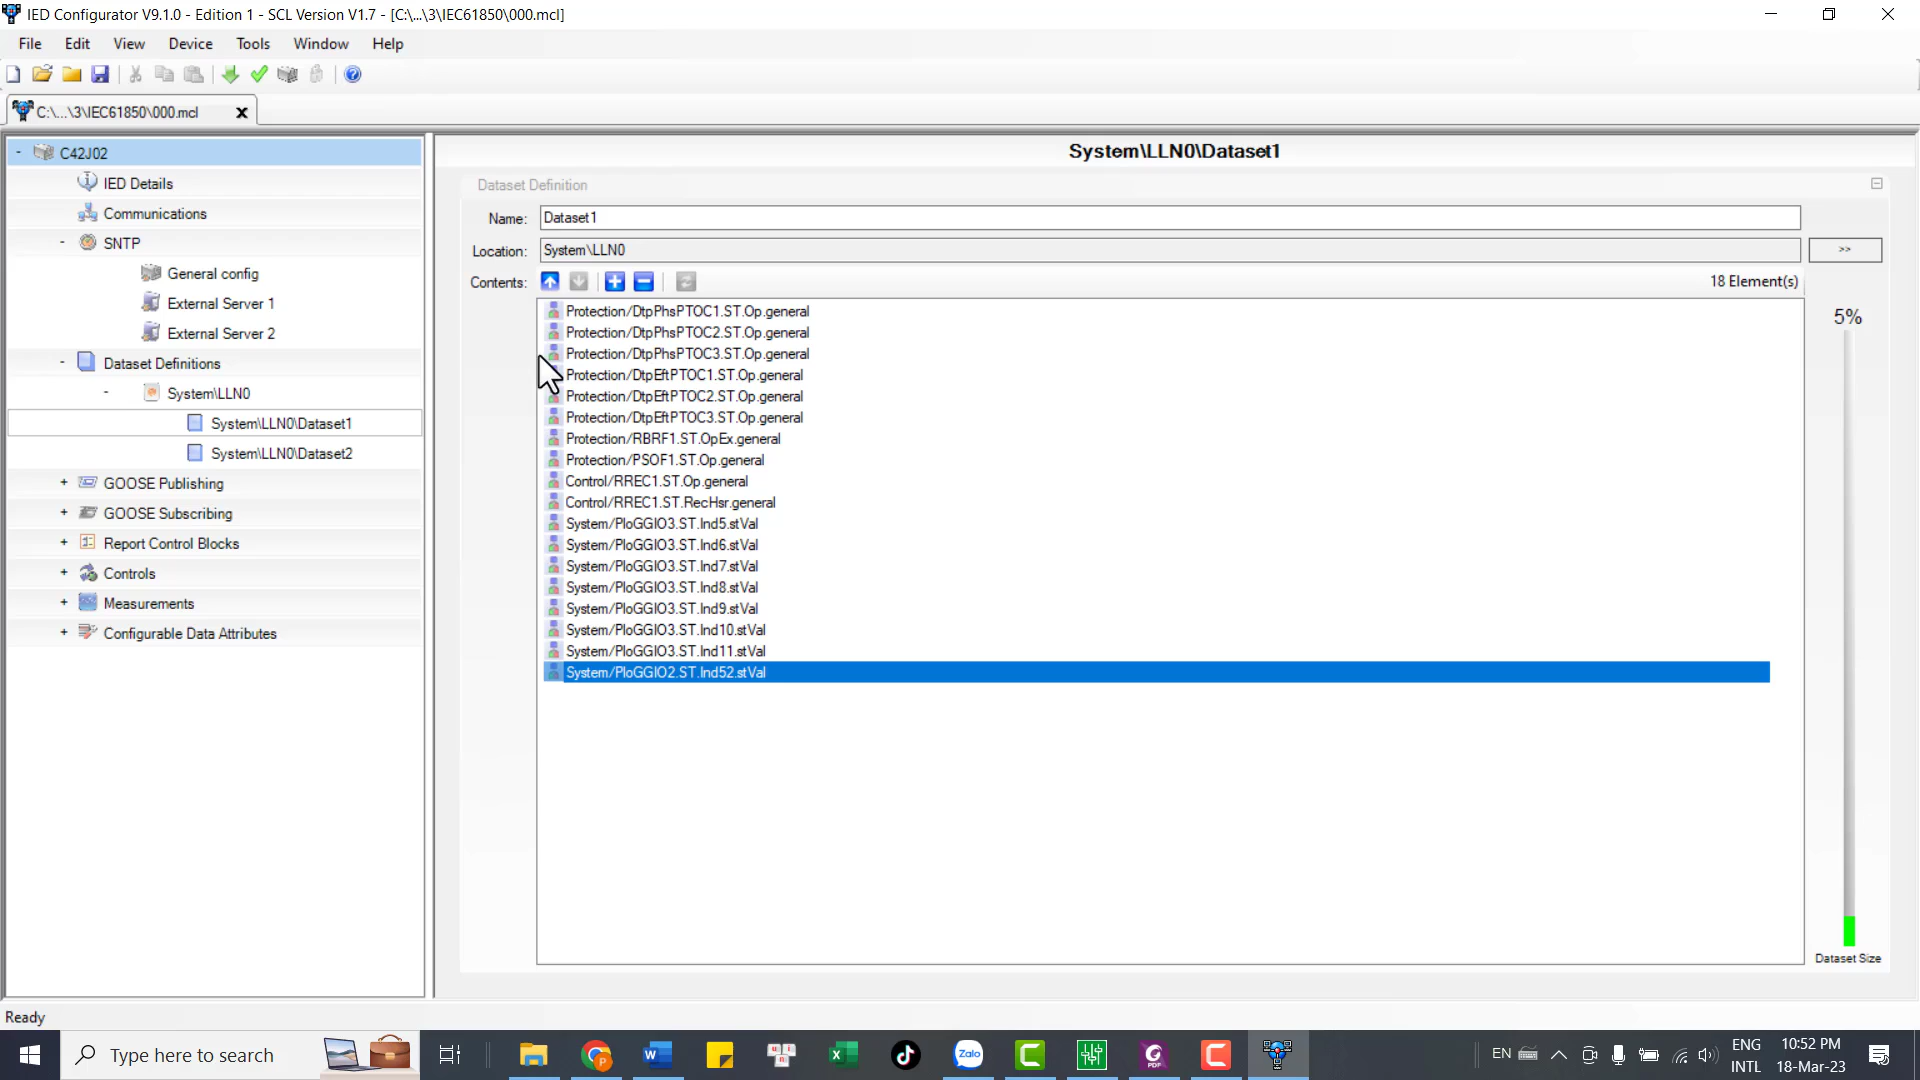 IED Configurator V9.1.0 - Edition 1 - SCL Version V1.7 - [C:\...\3\IEC61850\000.mcl]
File Edit View Device Tools Window Help
C:\...\3\IEC61850\000.mcl
C42J02
IED Details
Communications
SNTP
General config
External Server 1
External Server 2
Dataset Definitions
System\LLN0
System\LLN0\Dataset1
System\LLN0\Dataset2
GOOSE Publishing
GOOSE Subscribing
Report Control Blocks
Controls
Measurements
Configurable Data Attributes
System\LLN0\Dataset1
Dataset Definition
Name: Dataset1
Location: System\LLN0 >>
Contents: 18 Element(s)
Protection/DtpPhsPTOC1.ST.Op.general
Protection/DtpPhsPTOC2.ST.Op.general
Protection/DtpPhsPTOC3.ST.Op.general
Protection/DtpEftPTOC1.ST.Op.general
Protection/DtpEftPTOC2.ST.Op.general
Protection/DtpEftPTOC3.ST.Op.general
Protection/RBRF1.ST.OpEx.general
Protection/PSOF1.ST.Op.general
Control/RREC1.ST.Op.general
Control/RREC1.ST.RecHsr.general
System/PloGGIO3.ST.Ind5.stVal
System/PloGGIO3.ST.Ind6.stVal
System/PloGGIO3.ST.Ind7.stVal
System/PloGGIO3.ST.Ind8.stVal
System/PloGGIO3.ST.Ind9.stVal
System/PloGGIO3.ST.Ind10.stVal
System/PloGGIO3.ST.Ind11.stVal
System/PloGGIO2.ST.Ind52.stVal
5%
Dataset Size
Ready
Type here to search
Zalo
PDF
EN
ENG
INTL
10:52 PM
18-Mar-23